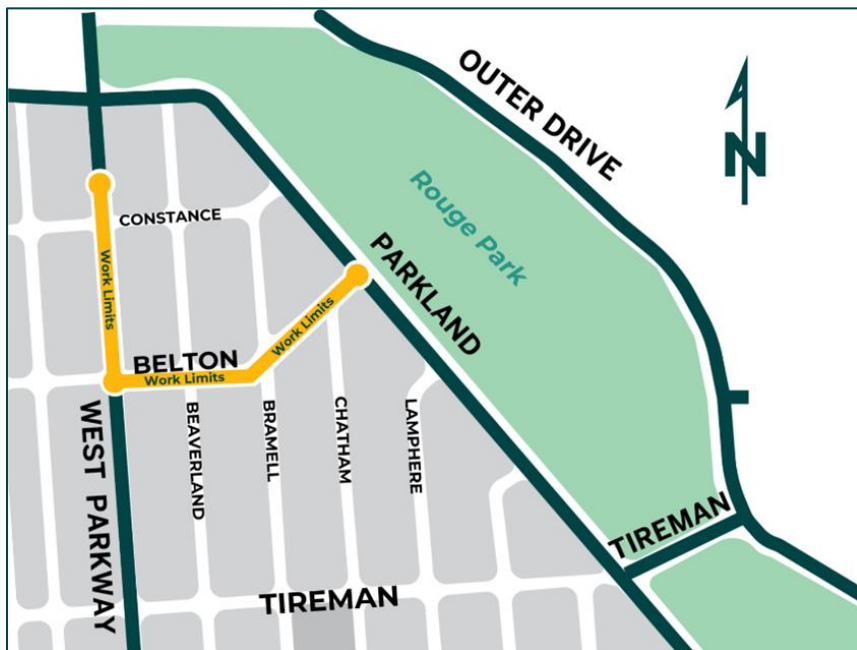 OUTER DRIVE
N
Rouge Park
CONSTANCE
PARKLAND
Work Limits
Work Limits
BELTON
Work Limits
WEST PARKWAY
BEAVERLAND
BRAMELL
CHATHAM
LAMPHERE
TIREMAN
TIREMAN